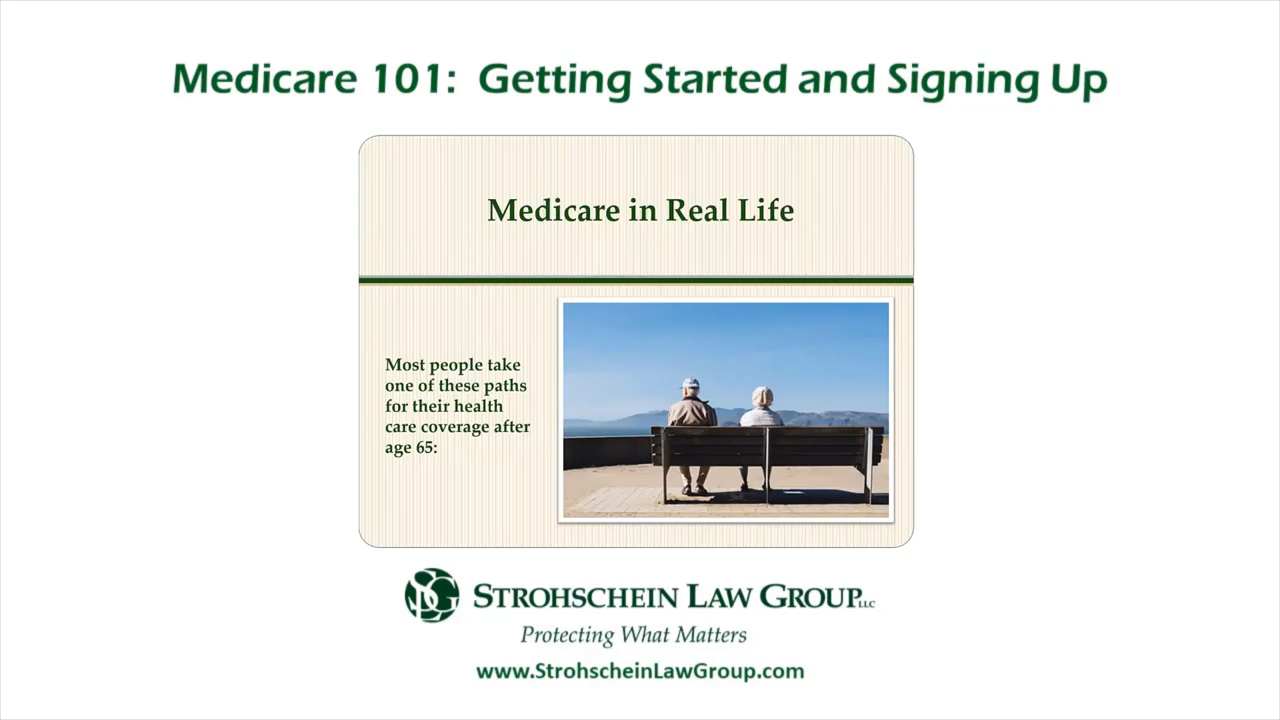 Medicare 101: Getting Started and Signing Up
Medicare in Real Life
Most people take
one of these paths
for their health
care coverage after
age 65:
SLG
STROHSCHEIN LAW GROUP LLC
Protecting What Matters
www.StrohscheinLawGroup.com